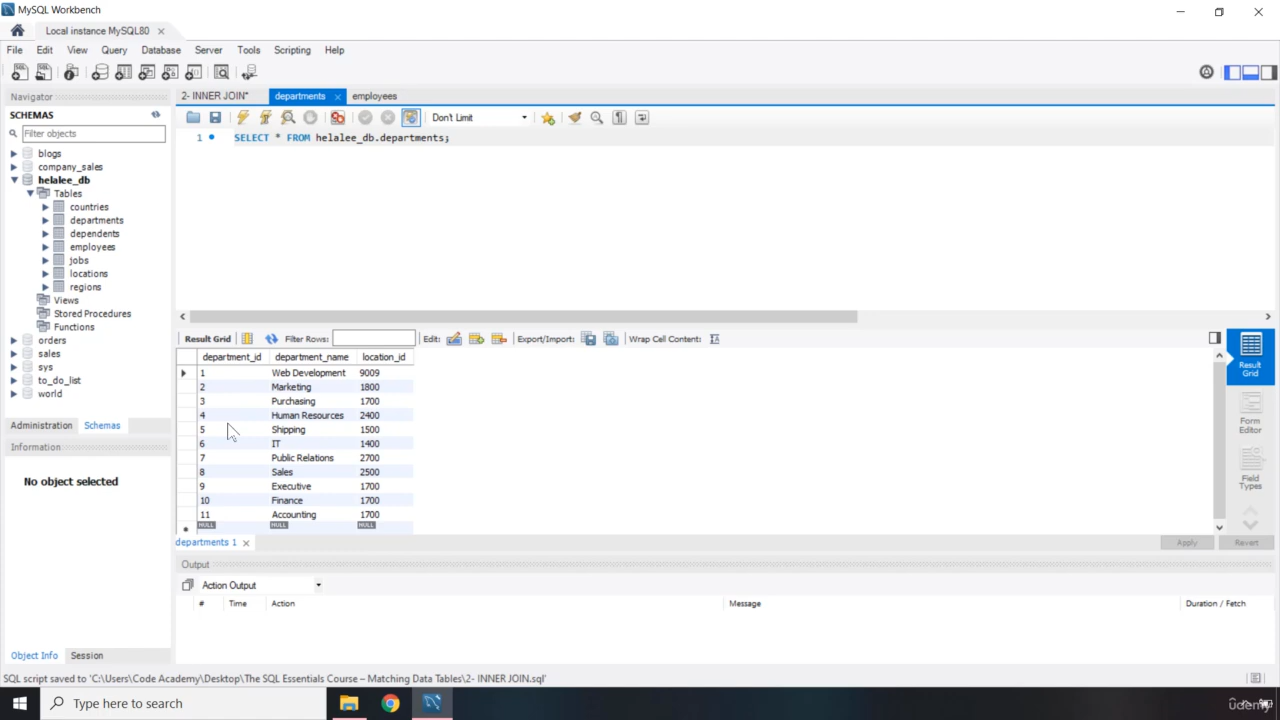 MySQL Workbench
Local instance MySQL80
File Edit View Query Database Server Tools Scripting Help
Navigator
SCHEMAS
Filter objects
blogs
company_sales
helalee_db
Tables
countries
departments
dependents
employees
jobs
locations
regions
Views
Stored Procedures
Functions
orders
sales
sys
to_do_list
world
Administration Schemas
Information
No object selected
Object Info Session
2- INNER JOIN* departments employees
Don't Limit
1 SELECT * FROM helalee_db.departments;
Result Grid Filter Rows: Edit: Export/Import: Wrap Cell Content:
department_id department_name location_id
1 Web Development 9009
2 Marketing 1800
3 Purchasing 1700
4 Human Resources 2400
5 Shipping 1500
6 IT 1400
7 Public Relations 2700
8 Sales 2500
9 Executive 1700
10 Finance 1700
11 Accounting 1700
NULL NULL NULL
Result
Grid
Form
Editor
Field
Types
departments 1
Apply Revert
Output
Action Output
# Time Action Message Duration / Fetch
SQL script saved to 'C:\Users\Code Academy\Desktop\The SQL Essentials Course – Matching Data Tables\2- INNER JOIN.sql'
Type here to search
udemy